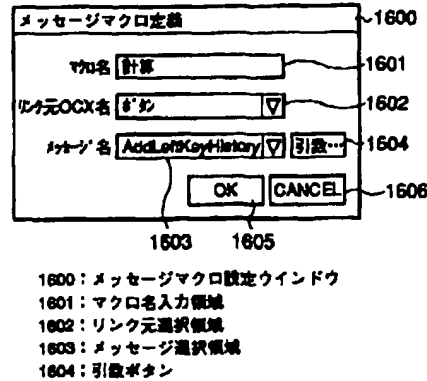 メッセージマクロ定義 1600
マクロ名 計算 1601
リンク元OCX名 ボタン 1602
メッセージ名 AddLeftKeyHistory 引数… 1604
OK CANCEL 1606
1603 1605
1600：メッセージマクロ設定ウインドウ
1601：マクロ名入力領域
1602：リンク元選択領域
1603：メッセージ選択領域
1604：引数ボタン